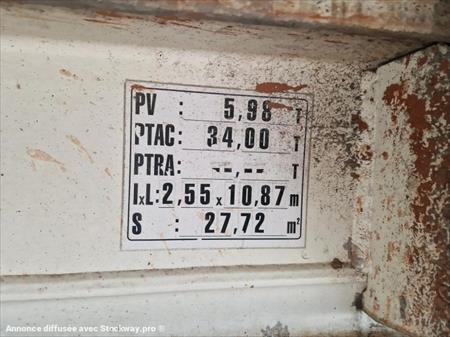 PV : 5,98 T
PTAC: 34,00 T
PTRA: --,-- T
lxL: 2,55 x 10,87 m
S : 27,72 m²
Annonce diffusée avec Stockway.pro ®